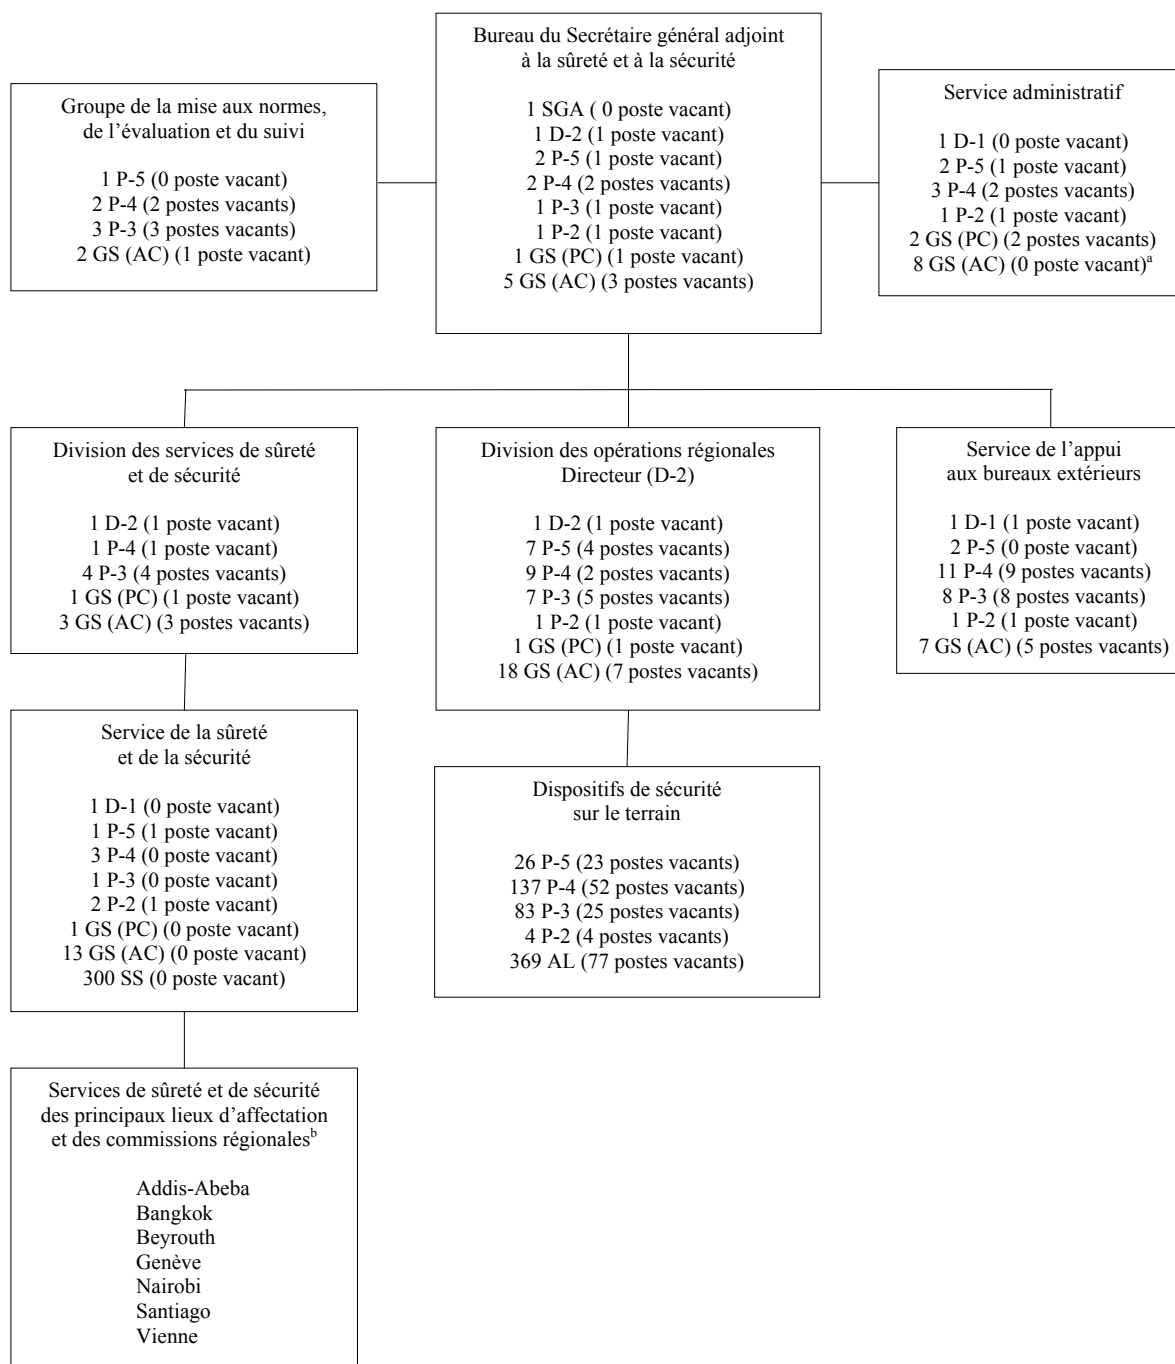 Bureau du Secrétaire général adjoint
à la sûreté et à la sécurité
1 SGA ( 0 poste vacant)
1 D-2 (1 poste vacant)
2 P-5 (1 poste vacant)
2 P-4 (2 postes vacants)
1 P-3 (1 poste vacant)
1 P-2 (1 poste vacant)
1 GS (PC) (1 poste vacant)
5 GS (AC) (3 postes vacants)
Groupe de la mise aux normes,
de l’évaluation et du suivi
1 P-5 (0 poste vacant)
2 P-4 (2 postes vacants)
3 P-3 (3 postes vacants)
2 GS (AC) (1 poste vacant)
Service administratif
1 D-1 (0 poste vacant)
2 P-5 (1 poste vacant)
3 P-4 (2 postes vacants)
1 P-2 (1 poste vacant)
2 GS (PC) (2 postes vacants)
8 GS (AC) (0 poste vacant)ᵃ
Division des services de sûreté
et de sécurité
1 D-2 (1 poste vacant)
1 P-4 (1 poste vacant)
4 P-3 (4 postes vacants)
1 GS (PC) (1 poste vacant)
3 GS (AC) (3 postes vacants)
Division des opérations régionales
Directeur (D-2)
1 D-2 (1 poste vacant)
7 P-5 (4 postes vacants)
9 P-4 (2 postes vacants)
7 P-3 (5 postes vacants)
1 P-2 (1 poste vacant)
1 GS (PC) (1 poste vacant)
18 GS (AC) (7 postes vacants)
Service de l’appui
aux bureaux extérieurs
1 D-1 (1 poste vacant)
2 P-5 (0 poste vacant)
11 P-4 (9 postes vacants)
8 P-3 (8 postes vacants)
1 P-2 (1 poste vacant)
7 GS (AC) (5 postes vacants)
Service de la sûreté
et de la sécurité
1 D-1 (0 poste vacant)
1 P-5 (1 poste vacant)
3 P-4 (0 poste vacant)
1 P-3 (0 poste vacant)
2 P-2 (1 poste vacant)
1 GS (PC) (0 poste vacant)
13 GS (AC) (0 poste vacant)
300 SS (0 poste vacant)
Dispositifs de sécurité
sur le terrain
26 P-5 (23 postes vacants)
137 P-4 (52 postes vacants)
83 P-3 (25 postes vacants)
4 P-2 (4 postes vacants)
369 AL (77 postes vacants)
Services de sûreté et de sécurité
des principaux lieux d’affectation
et des commissions régionalesᵇ
Addis-Abeba
Bangkok
Beyrouth
Genève
Nairobi
Santiago
Vienne